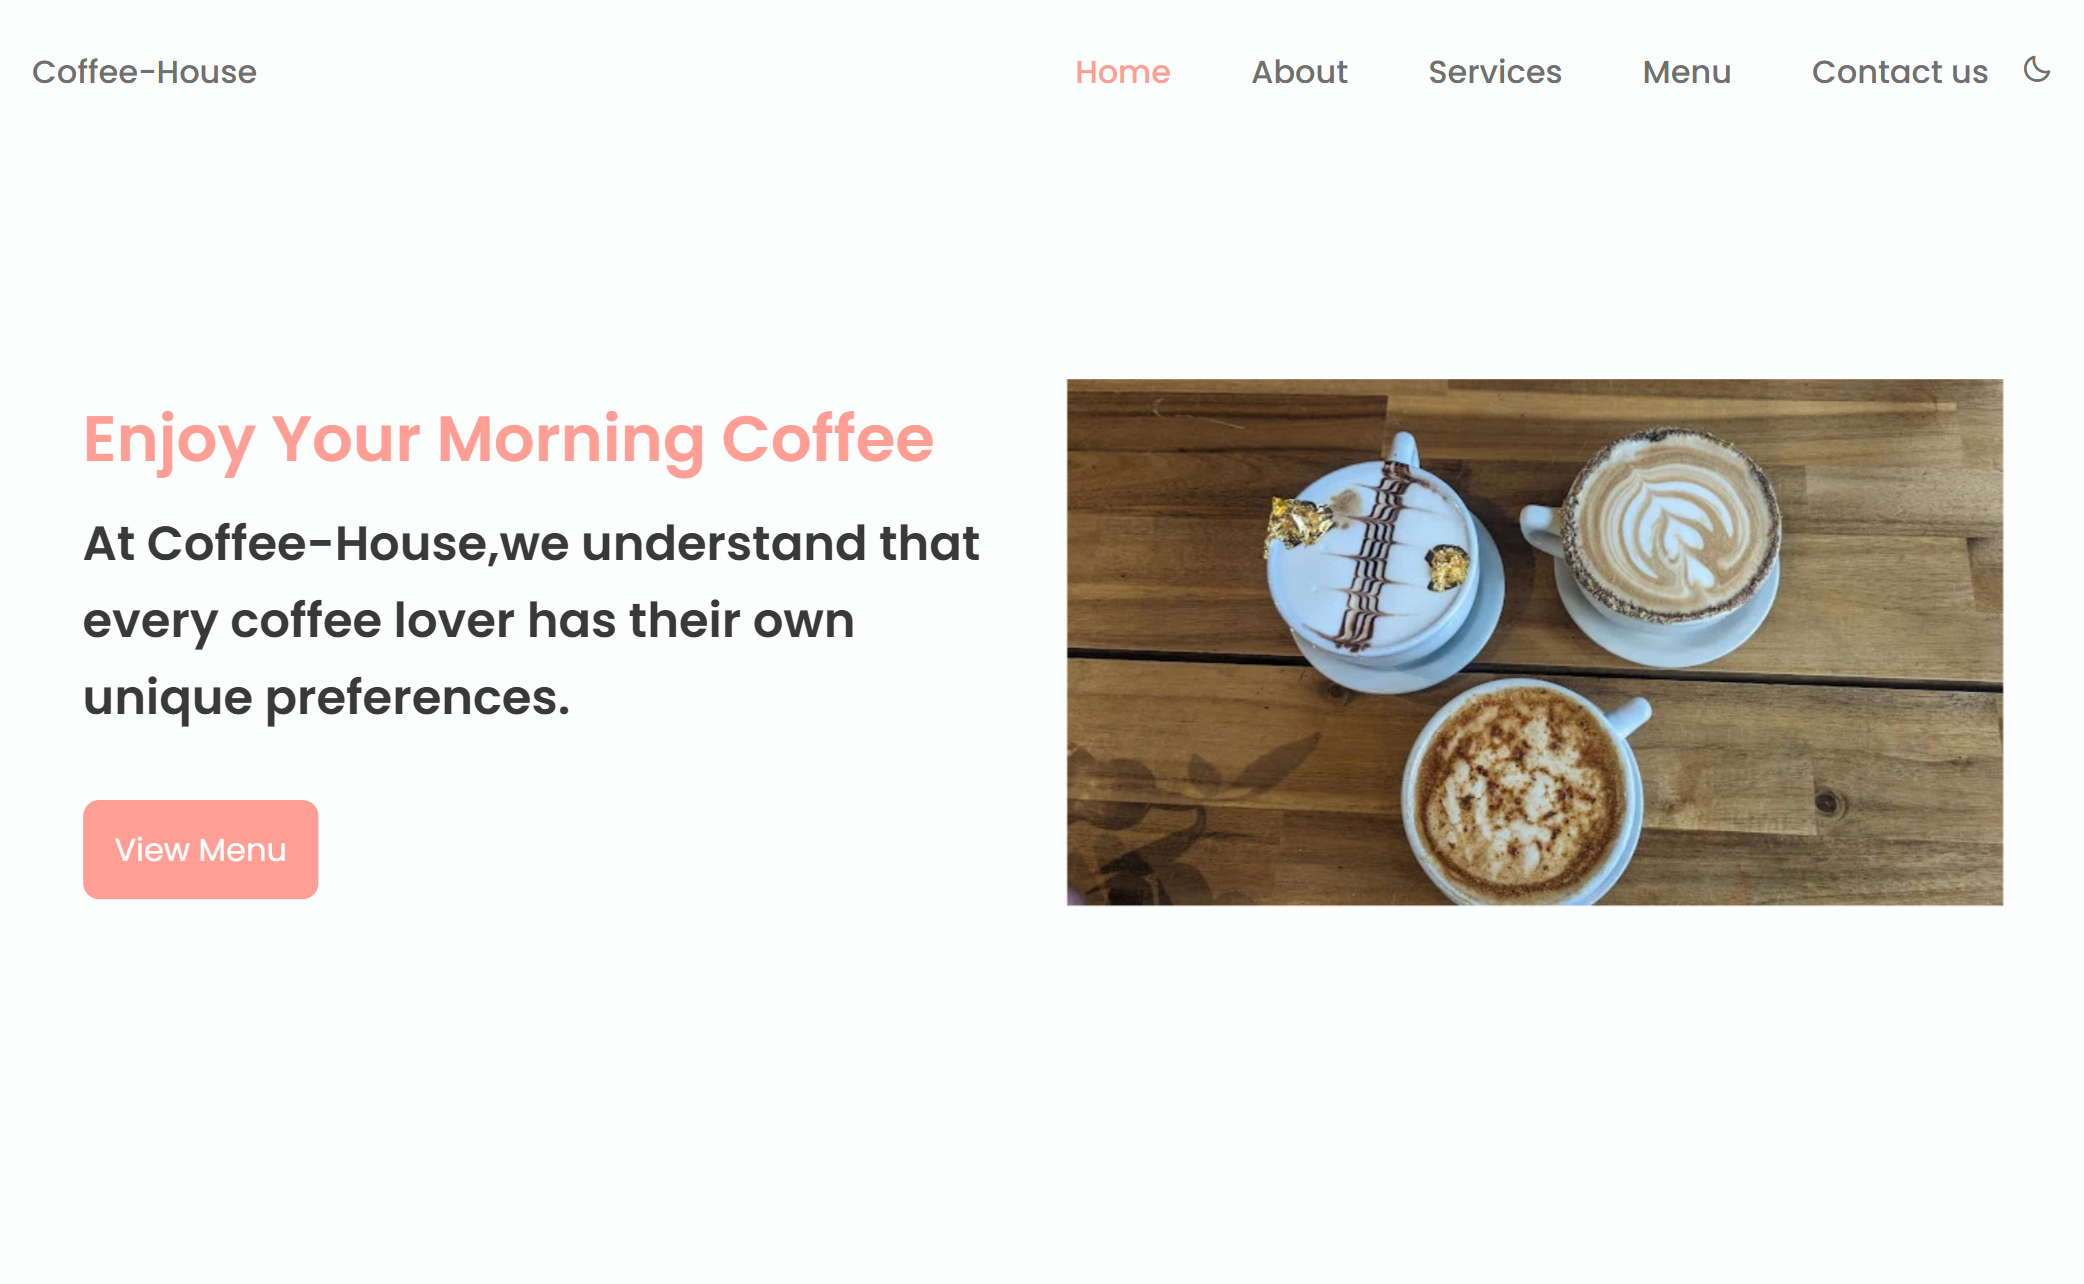 Coffee-House
Home About Services Menu Contact us
Enjoy Your Morning Coffee
At Coffee-House,we understand that
every coffee lover has their own
unique preferences.
View Menu